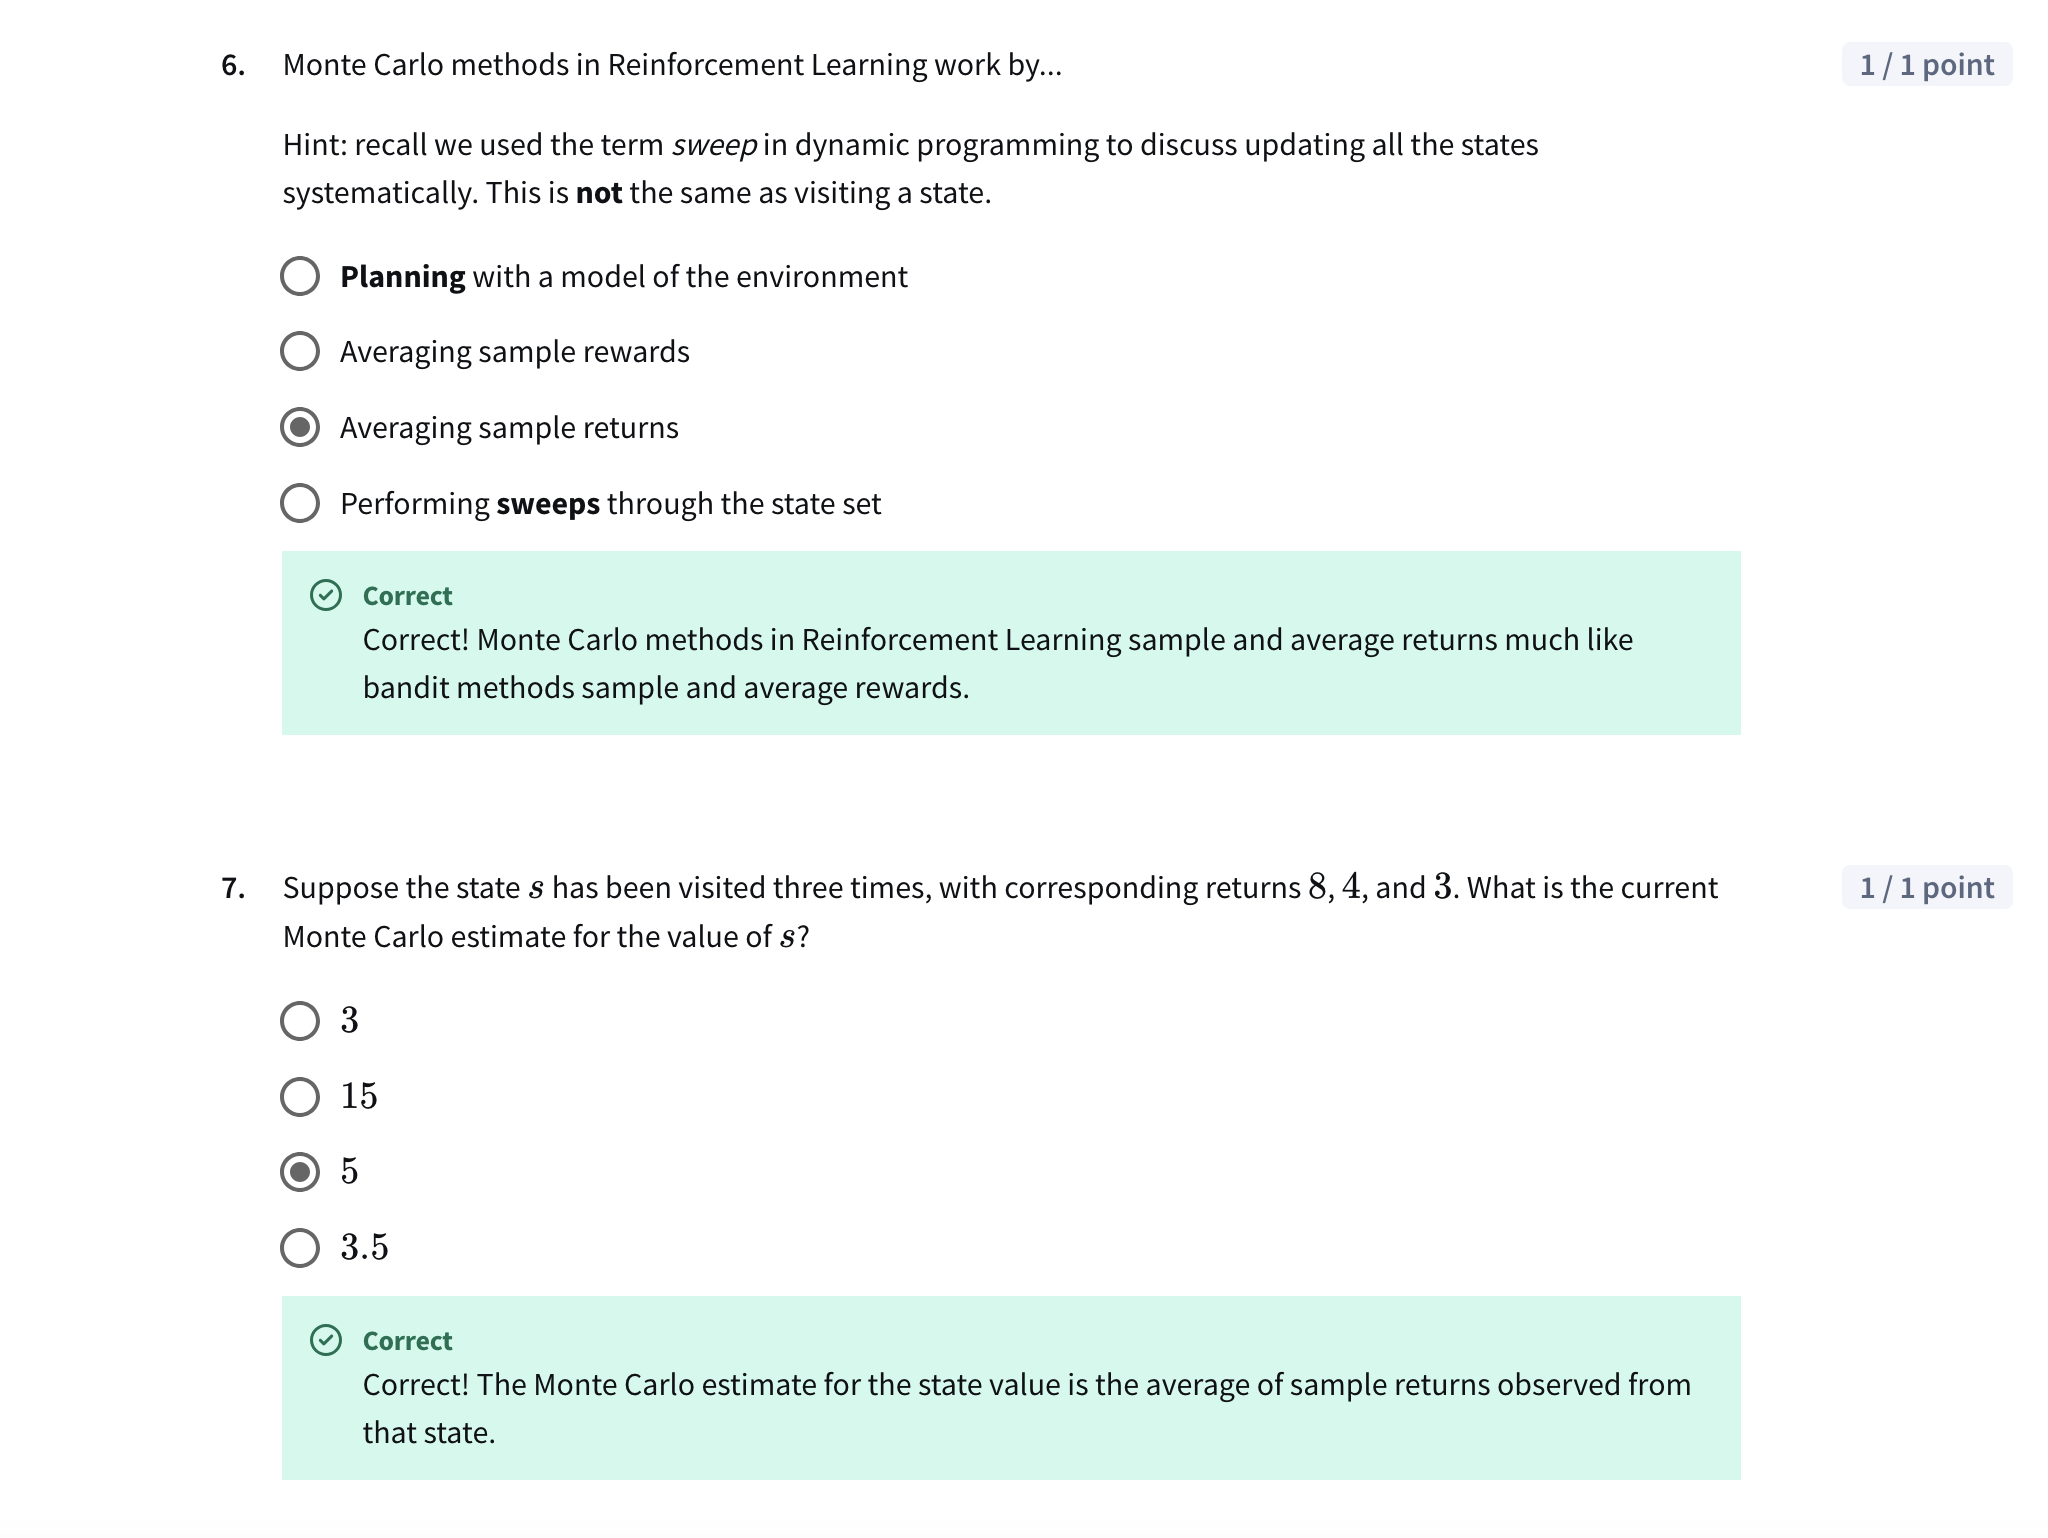 6. Monte Carlo methods in Reinforcement Learning work by...
1 / 1 point
Hint: recall we used the term sweep in dynamic programming to discuss updating all the states
systematically. This is not the same as visiting a state.
Planning with a model of the environment
Averaging sample rewards
Averaging sample returns
Performing sweeps through the state set
Correct
Correct! Monte Carlo methods in Reinforcement Learning sample and average returns much like
bandit methods sample and average rewards.
7. Suppose the state s has been visited three times, with corresponding returns 8, 4, and 3. What is the current
1 / 1 point
Monte Carlo estimate for the value of s?
3
15
5
3.5
Correct
Correct! The Monte Carlo estimate for the state value is the average of sample returns observed from
that state.